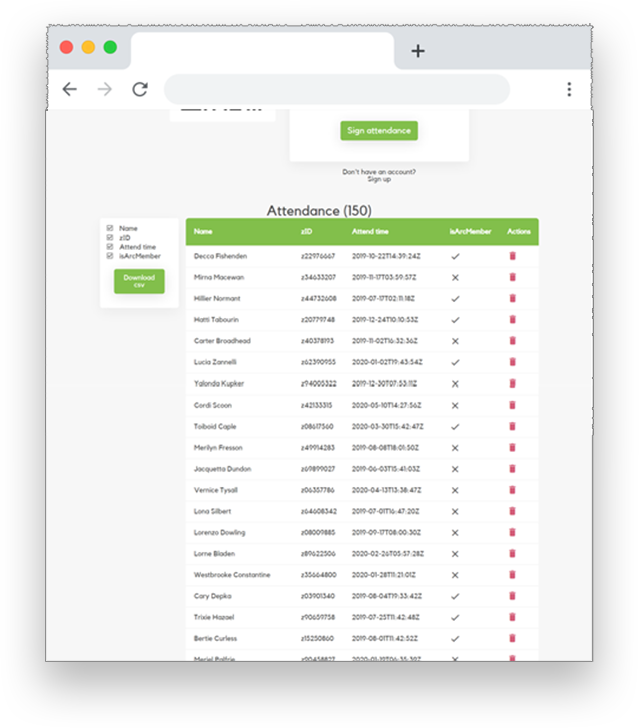 Sign attendance
Don't have an account?
Sign up
Attendance (150)
Name
zID
Attend time
isArcMember
Download
csv
Name zID Attend time isArcMember Actions
Decca Fishenden z22976667 2019-10-22T14:39:24Z
Mirna Macewan z34633207 2019-11-17T03:59:57Z
Hillier Normant z44732608 2019-07-17T02:11:18Z
Hatti Tabourin z20779748 2019-12-24T10:10:53Z
Carter Broadhead z40378193 2019-11-02T16:32:36Z
Lucia Zannelli z62390955 2020-01-02T19:43:54Z
Yalonda Kupker z94005322 2019-12-30T07:53:11Z
Cordi Scoon z42133315 2020-05-10T14:27:56Z
Toiboid Caple z08617560 2020-03-30T15:42:47Z
Merilyn Fresson z49914283 2019-08-08T18:01:50Z
Jacquetta Dundon z69899027 2019-06-03T15:41:03Z
Vernice Tysall z06357786 2020-04-13T13:38:47Z
Lona Silbert z64608342 2019-07-01T16:47:20Z
Lorenzo Dowling z08009885 2019-09-17T08:00:30Z
Lorne Bladen z89622506 2020-02-26T05:57:28Z
Westbrooke Constantine z35664800 2020-01-28T11:21:01Z
Cary Depka z03901340 2019-08-04T19:33:42Z
Trixie Hazael z90659758 2019-07-25T11:42:48Z
Bertie Curless z15250860 2019-08-01T11:42:52Z